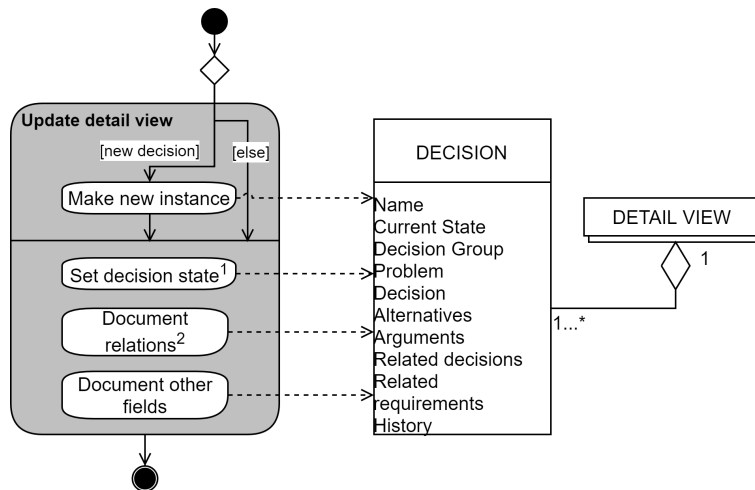 Update detail view
[new decision]
[else]
Make new instance
Set decision state1
Document
relations2
Document other
fields
DECISION
Name
Current State
Decision Group
Problem
Decision
Alternatives
Arguments
Related decisions
Related
requirements
History
DETAIL VIEW
1
1...*